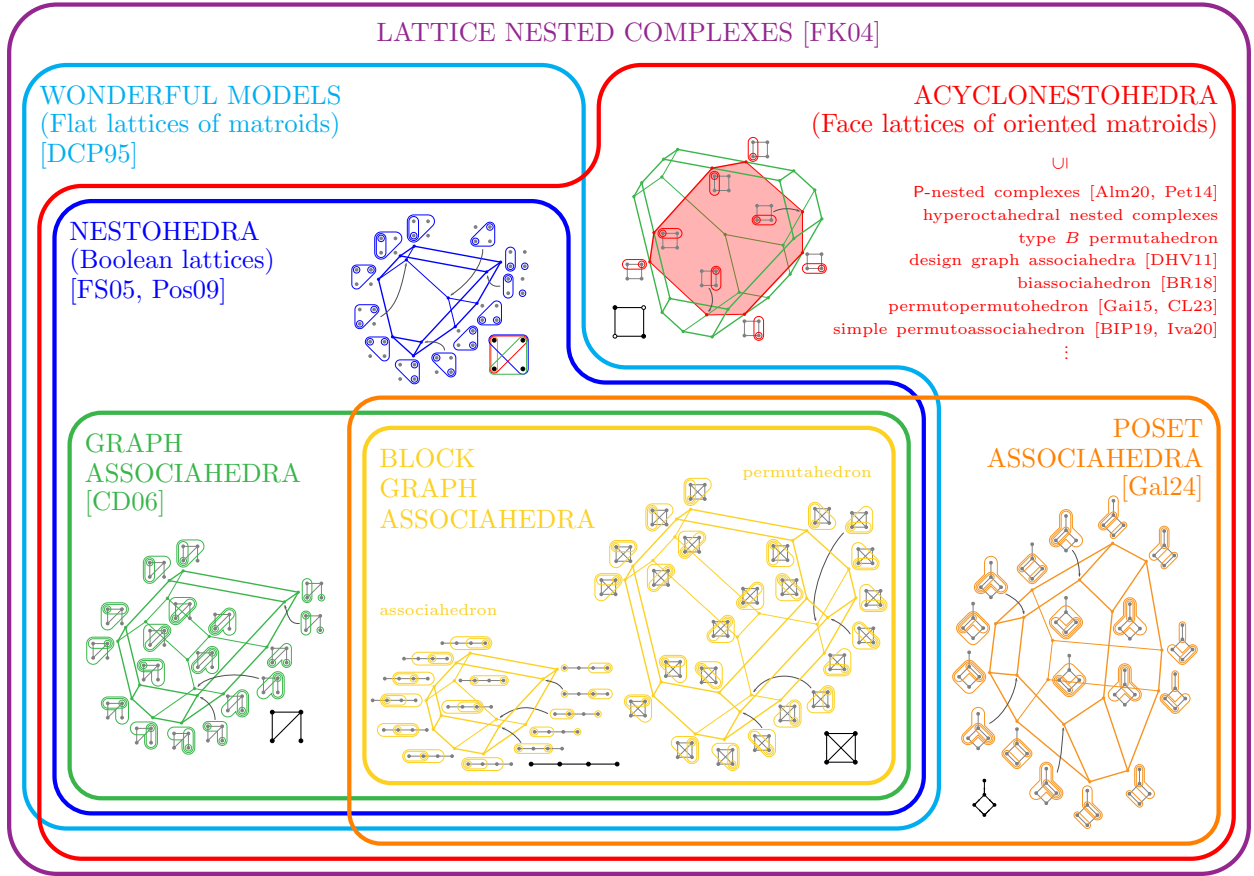 LATTICE NESTED COMPLEXES [FK04]
WONDERFUL MODELS
(Flat lattices of matroids)
[DCP95]
ACYCLONESTOHEDRA
(Face lattices of oriented matroids)
∪|
P-nested complexes [Alm20, Pet14]
hyperoctahedral nested complexes
type B permutahedron
design graph associahedra [DHV11]
biassociahedron [BR18]
permutopermutohedron [Gai15, CL23]
simple permutoassociahedron [BIP19, Iva20]
⋮
NESTOHEDRA
(Boolean lattices)
[FS05, Pos09]
GRAPH
ASSOCIAHEDRA
[CD06]
BLOCK
GRAPH
ASSOCIAHEDRA
permutahedron
associahedron
POSET
ASSOCIAHEDRA
[Gal24]